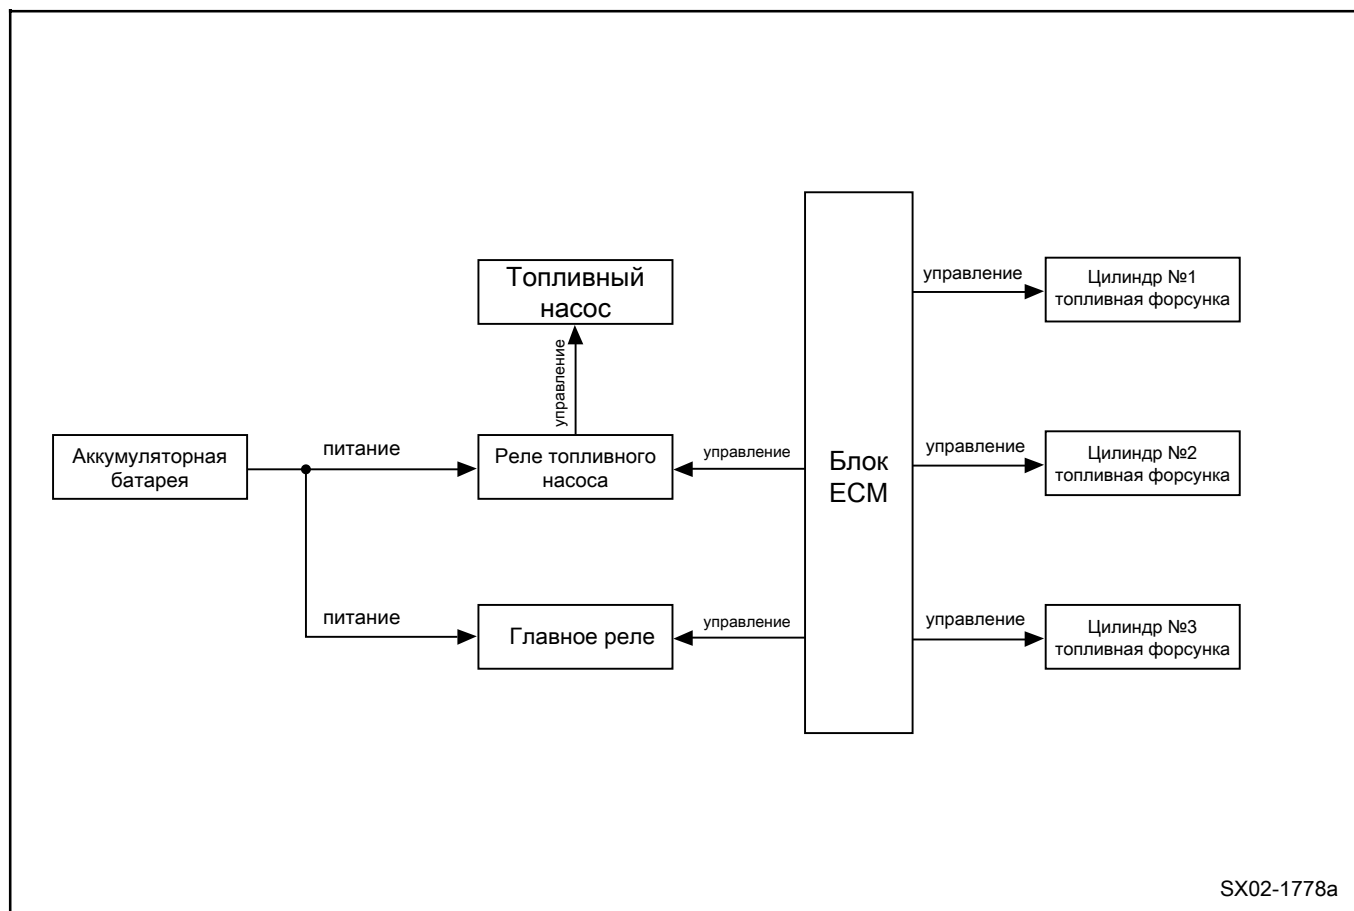 Топливный
насос
управление
Аккумуляторная
батарея
питание
Реле топливного
насоса
управление
питание
Главное реле
управление
Блок
ECM
управление
Цилиндр №1
топливная форсунка
управление
Цилиндр №2
топливная форсунка
управление
Цилиндр №3
топливная форсунка
SX02-1778a